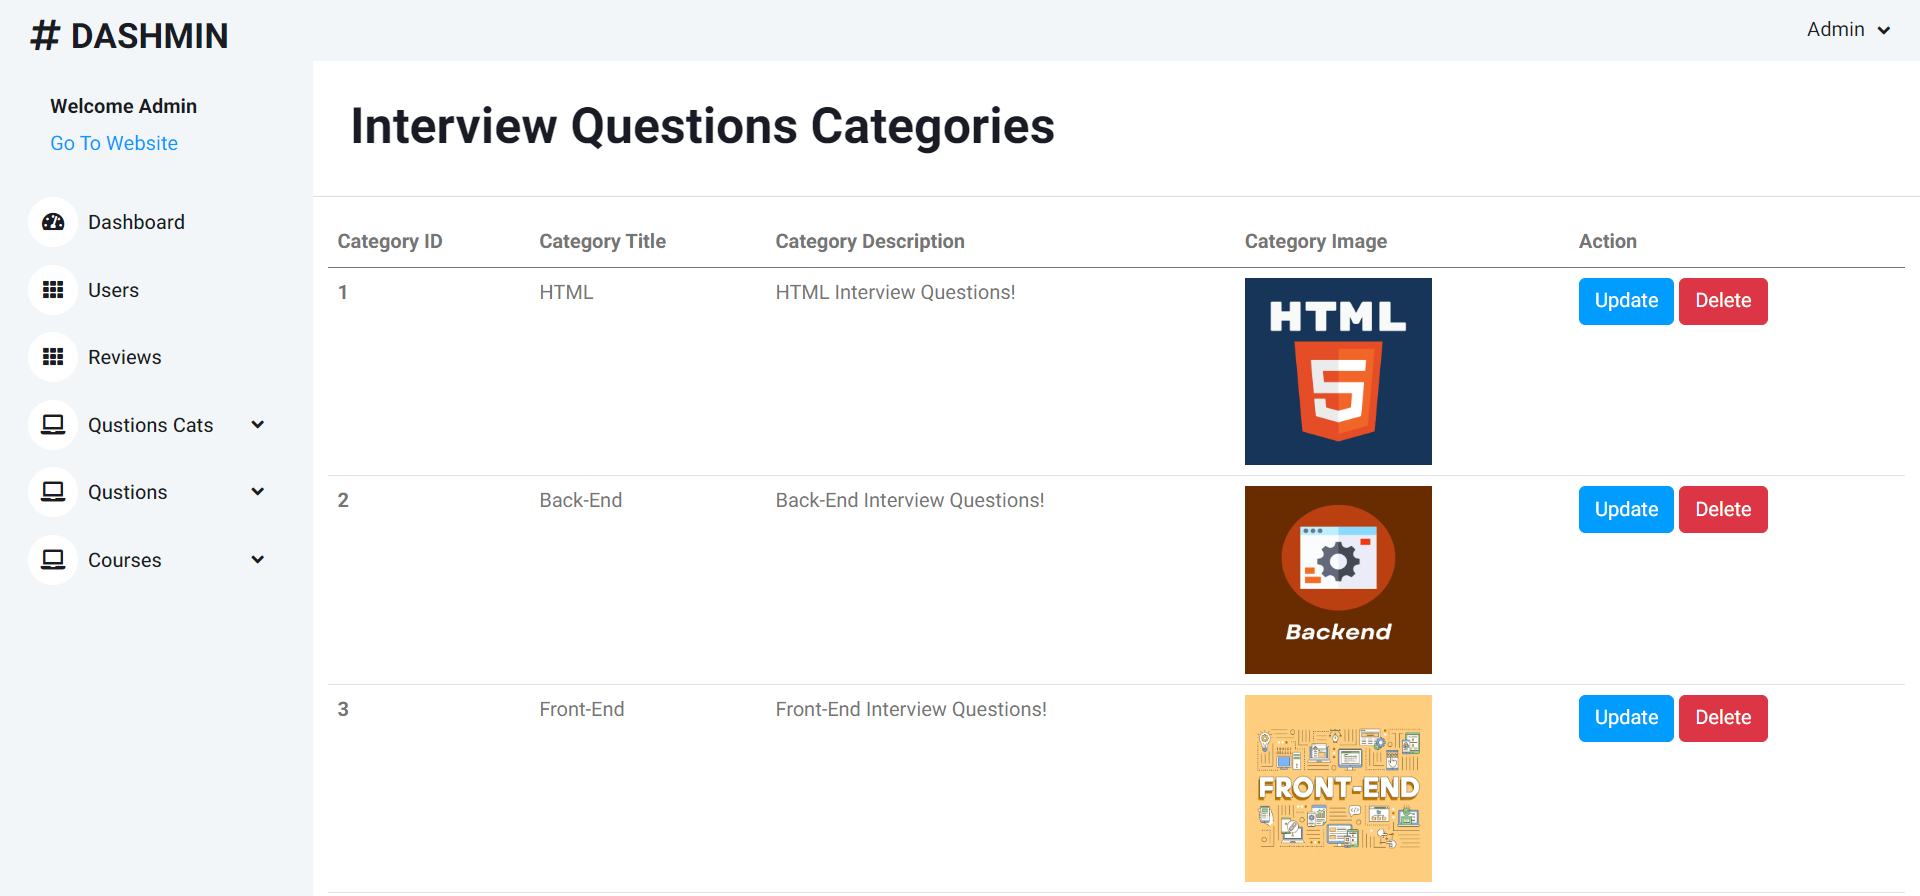 # DASHMIN
Admin
Welcome Admin
Go To Website
Dashboard
Users
Reviews
Qustions Cats
Qustions
Courses
Interview Questions Categories
Category ID Category Title Category Description Category Image Action
1 HTML HTML Interview Questions! HTML 5 Update Delete
2 Back-End Back-End Interview Questions! Backend Update Delete
3 Front-End Front-End Interview Questions! FRONT-END Update Delete